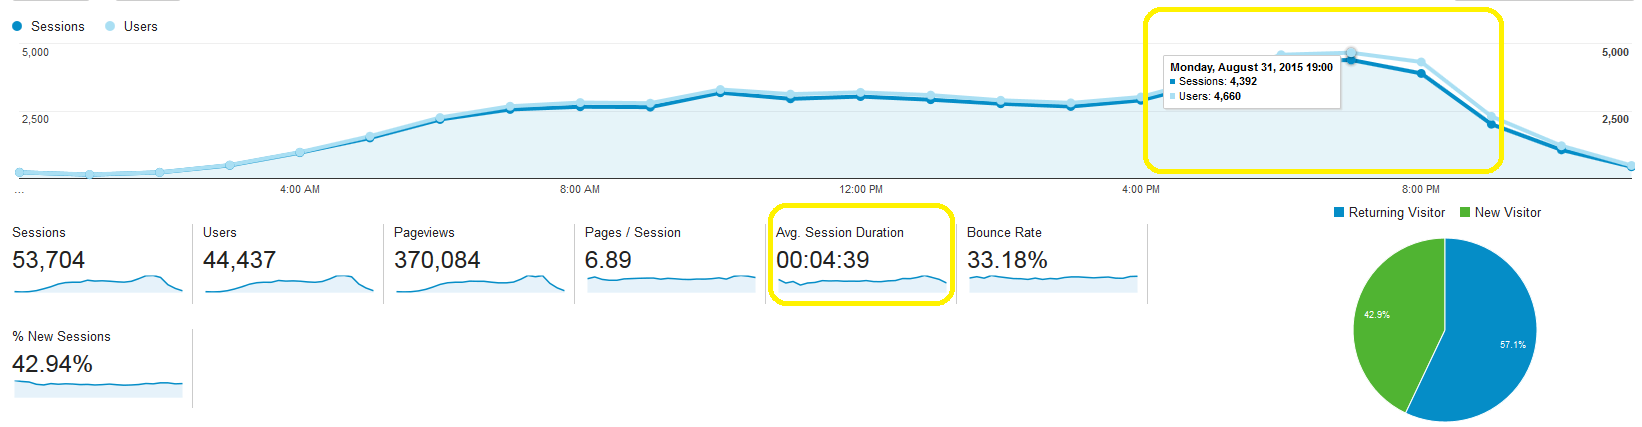 Sessions Users
5,000 5,000
Monday, August 31, 2015 19:00
Sessions: 4,392
Users: 4,660
2,500 2,500
... 4:00 AM 8:00 AM 12:00 PM 4:00 PM 8:00 PM
Returning Visitor New Visitor
Sessions Users Pageviews Pages / Session Avg. Session Duration Bounce Rate
53,704 44,437 370,084 6.89 00:04:39 33.18%
42.9%
57.1%
% New Sessions
42.94%